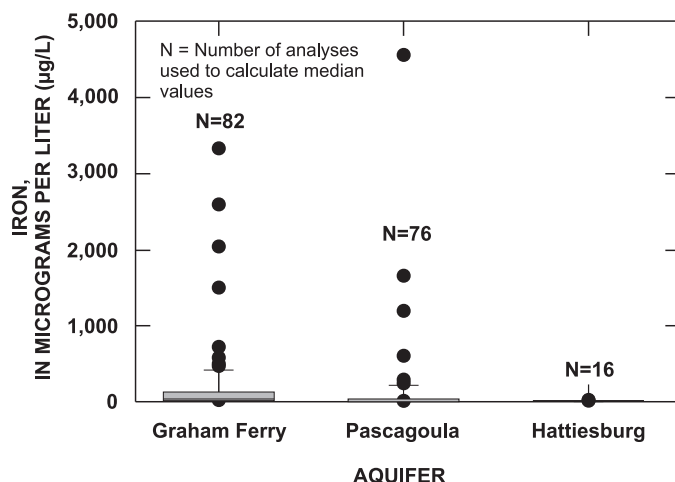 5,000
4,000
3,000
2,000
1,000
0
IRON,
IN MICROGRAMS PER LITER (µg/L)
N = Number of analyses
used to calculate median
values
N=82
N=76
N=16
Graham Ferry
Pascagoula
Hattiesburg
AQUIFER